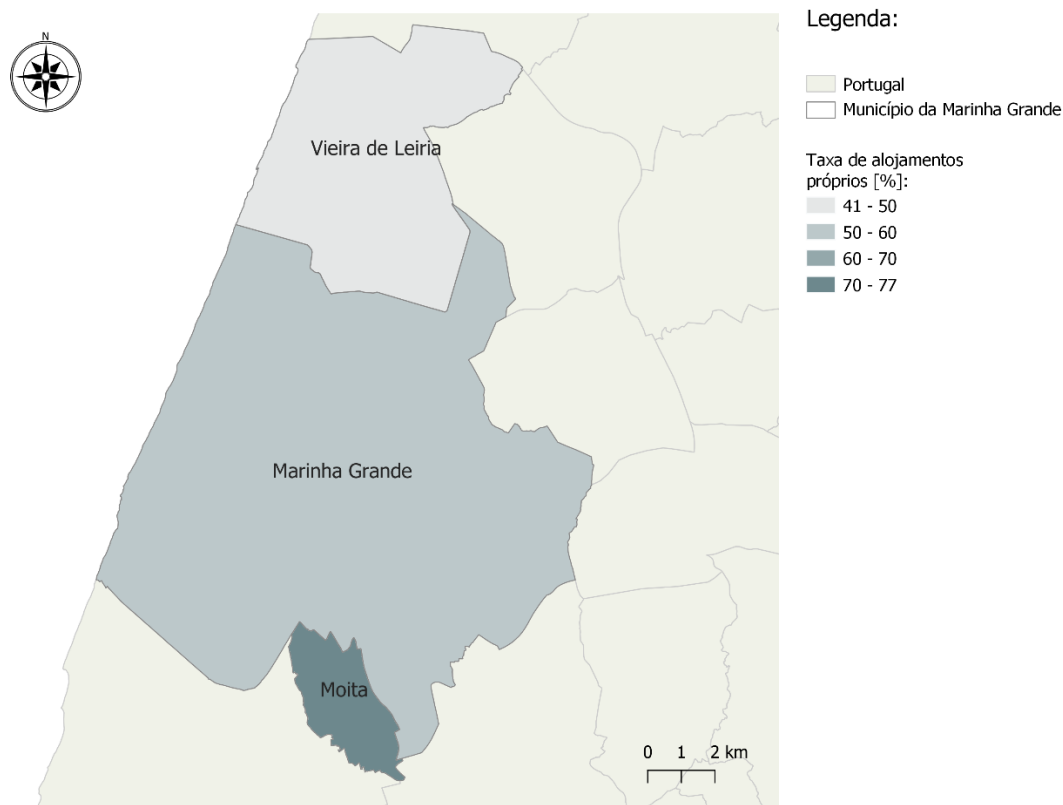 N
Vieira de Leiria
Marinha Grande
Moita
0 1 2 km
Legenda:
Portugal
Município da Marinha Grande
Taxa de alojamentos
próprios [%]:
41 - 50
50 - 60
60 - 70
70 - 77